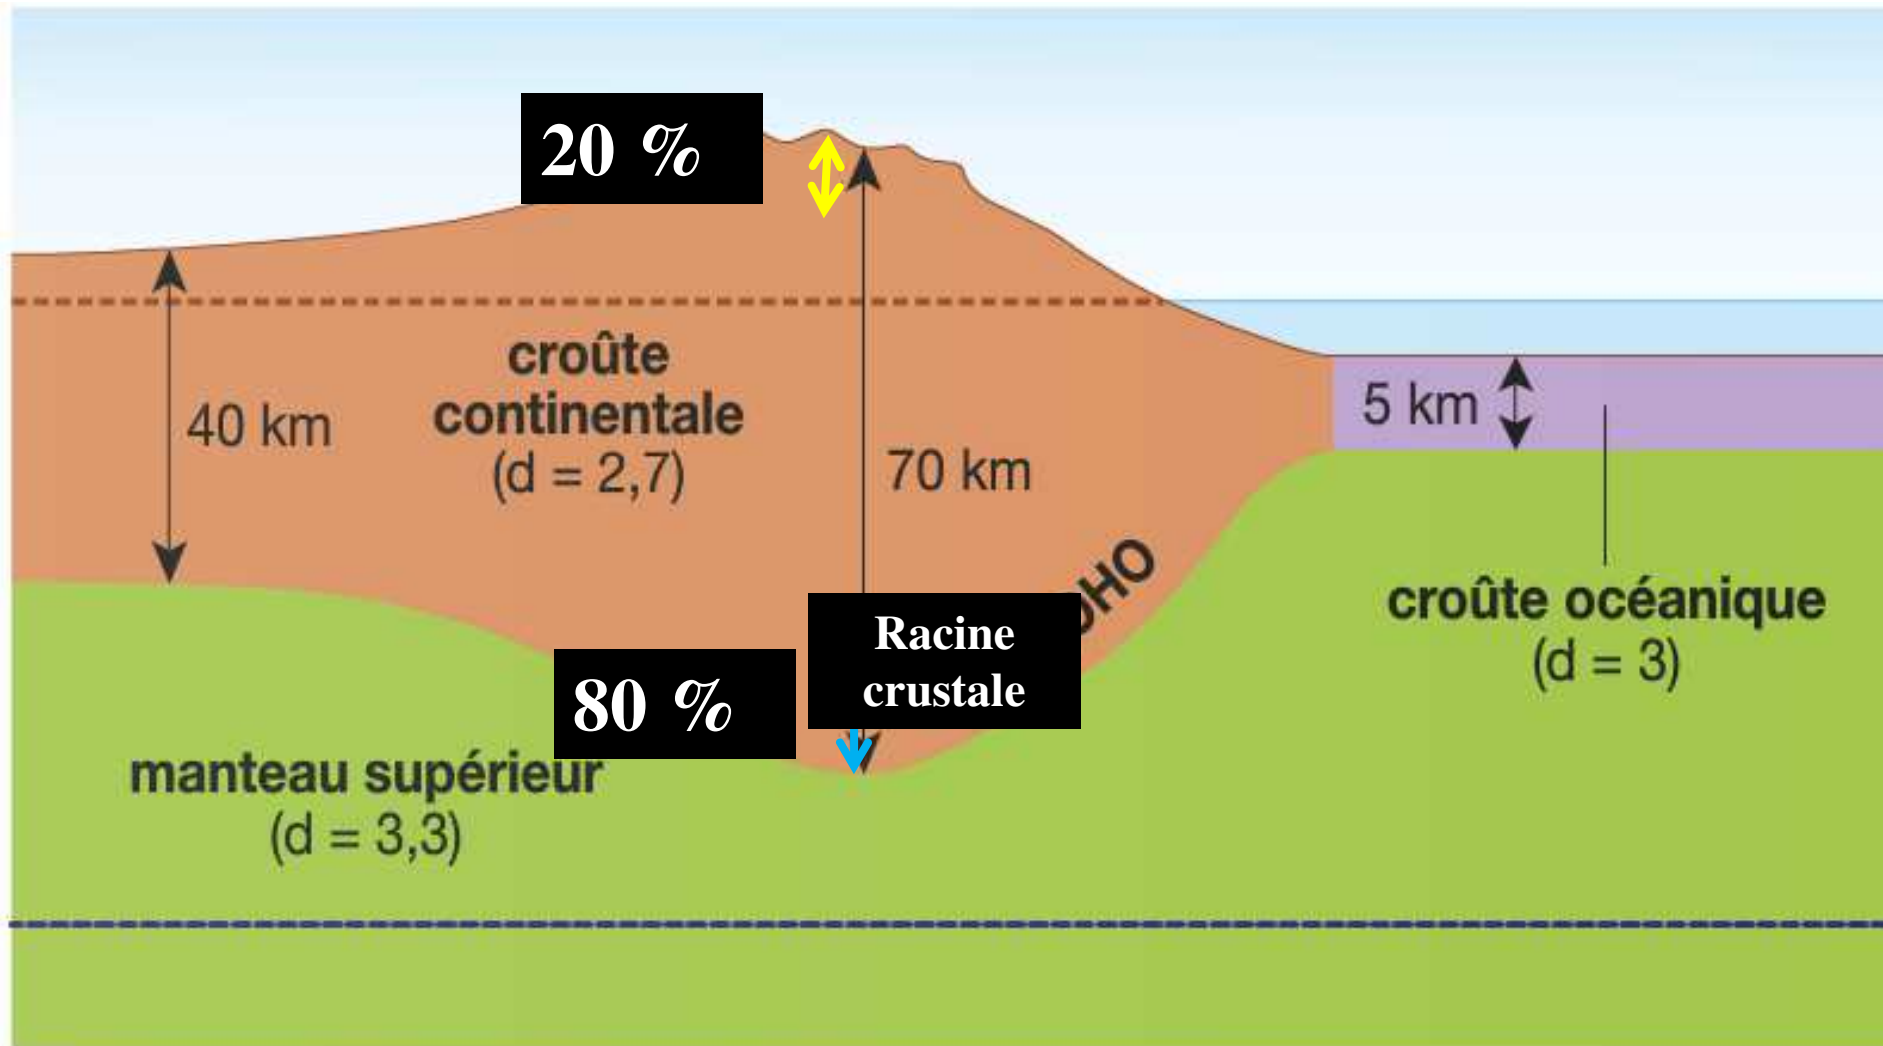 20 %
croûte
continentale
(d = 2,7)
40 km
70 km
5 km
croûte océanique
(d = 3)
Racine
crustale
80 %
manteau supérieur
(d = 3,3)